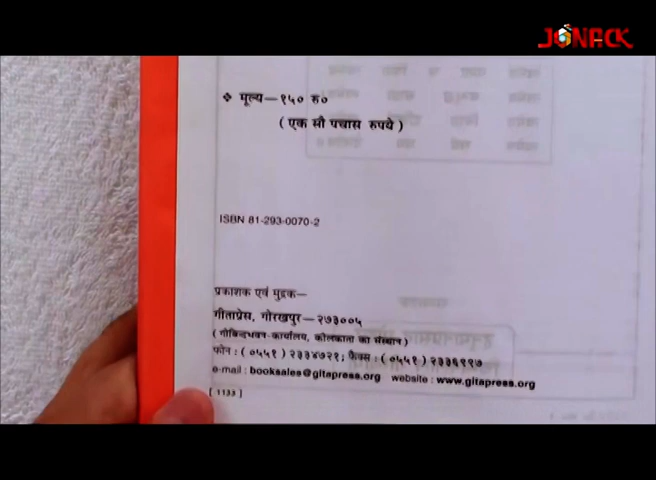 JONACK
❖ मूल्य—१५० रु०
( एक सौ पचास रुपये )
ISBN 81-293-0070-2
प्रकाशक एवं मुद्रक—
गीताप्रेस, गोरखपुर—२७३००५
( गोबिन्दभवन-कार्यालय, कोलकाता का संस्थान )
फोन : ( ०५५१ ) २३३४७२१; फैक्स : ( ०५५१ ) २३३६९९७
e-mail : booksales@gitapress.org website : www.gitapress.org
[ 1133 ]